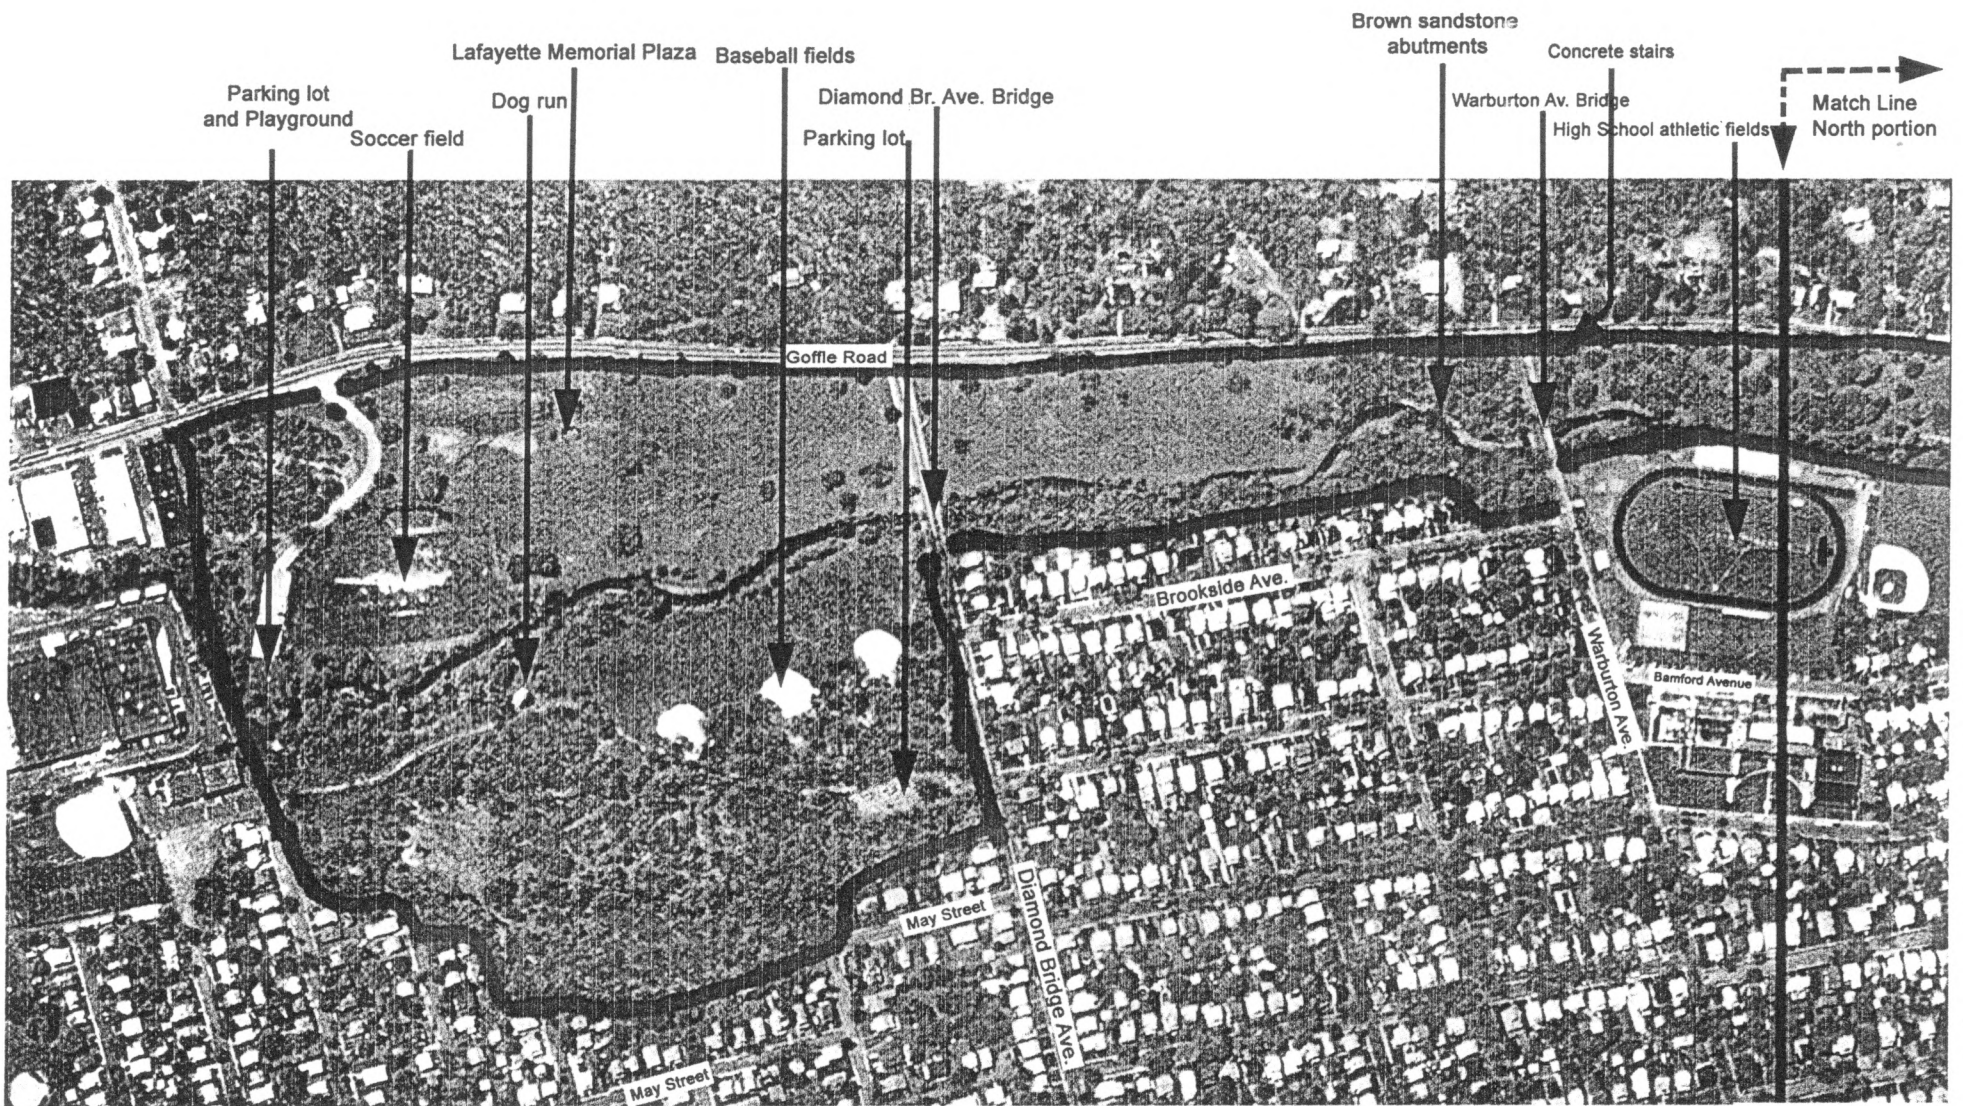 Brown sandstone
abutments
Concrete stairs
Lafayette Memorial Plaza
Baseball fields
Parking lot
and Playground
Dog run
Diamond Br. Ave. Bridge
Warburton Av. Bridge
Match Line
North portion
Soccer field
Parking lot
High School athletic fields
Goffle Road
Brookside Ave.
Warburton Ave.
Bamford Avenue
May Street
Diamond Bridge Ave.
May Street